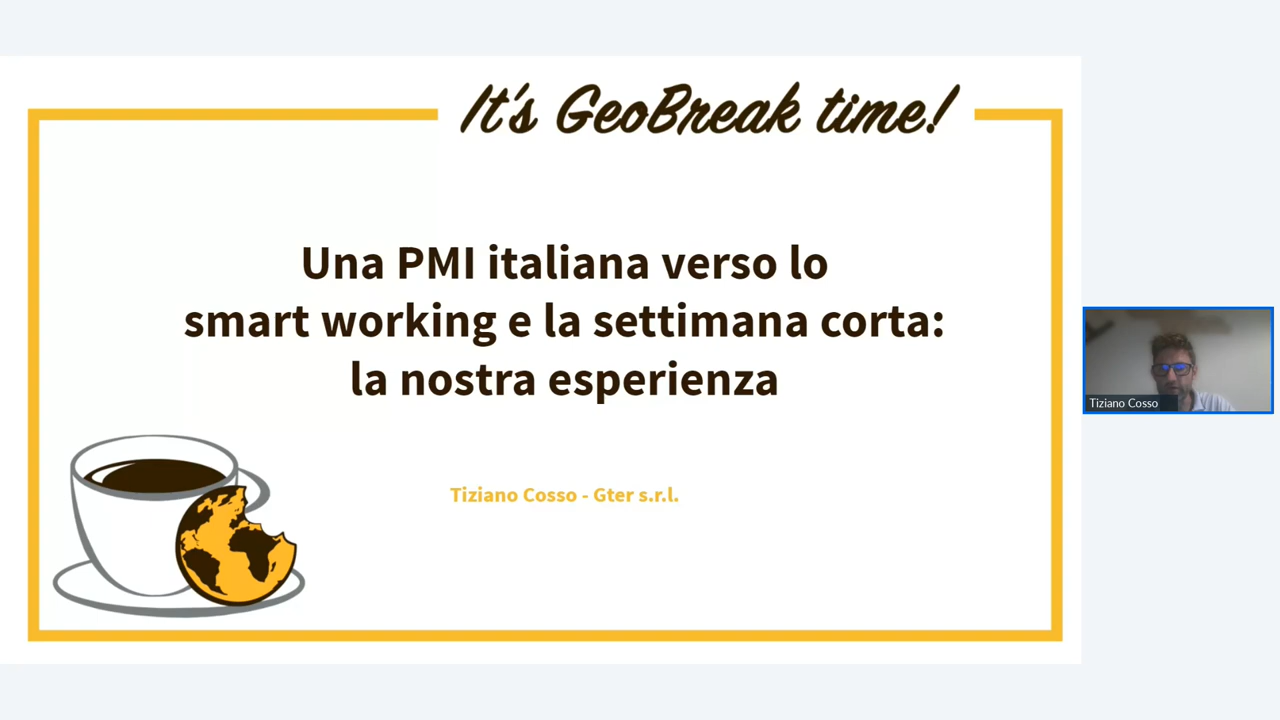 It's GeoBreak time!
Una PMI italiana verso lo
smart working e la settimana corta:
la nostra esperienza
Tiziano Cosso - Gter s.r.l.
Tiziano Cosso